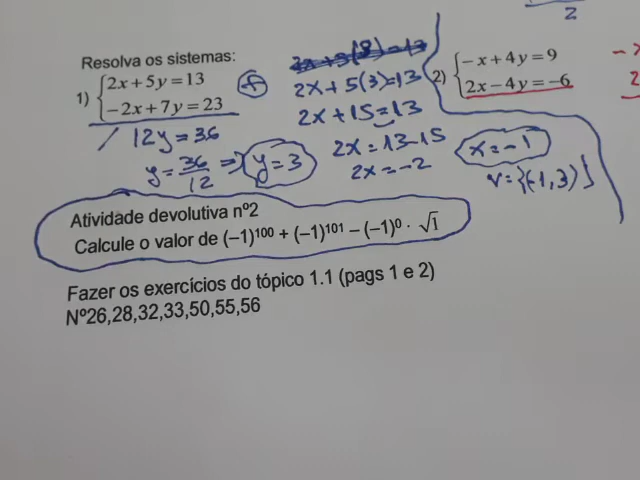 2
Resolva os sistemas:
1) { 2x + 5y = 13
−2x + 7y = 23
+
12y = 36
y = 36/12 ⇒ y = 3
2x + 5(3) = 13
2x + 15 = 13
2x = 13 − 15
2x = −2
x = −1
V = {(−1, 3)}
2) { −x + 4y = 9
2x − 4y = −6
−x
2
Atividade devolutiva nº2
Calcule o valor de (−1)¹⁰⁰ + (−1)¹⁰¹ − (−1)⁰ · √1
Fazer os exercícios do tópico 1.1 (pags 1 e 2)
Nº26,28,32,33,50,55,56